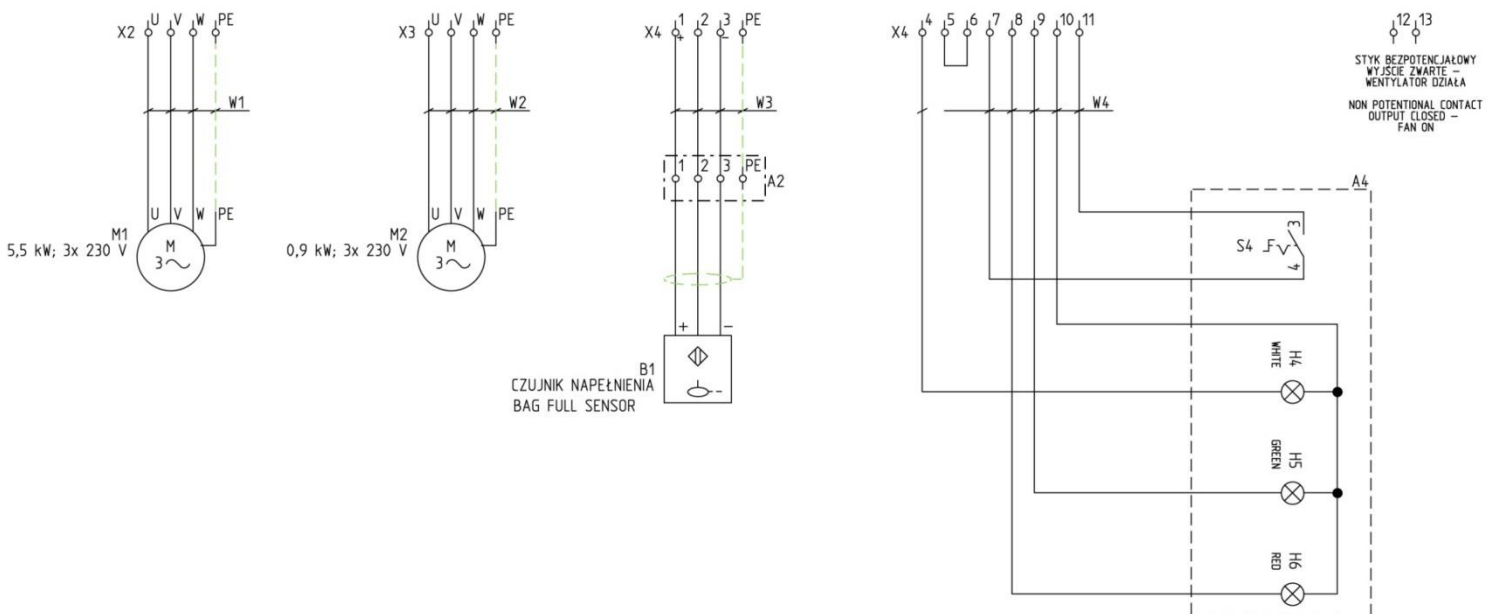 X2 U V W PE
W1
U V W PE
M1
5,5 kW; 3x 230 V
M
3
X3 U V W PE
W2
U V W PE
M2
0,9 kW; 3x 230 V
M
3
X4 1 2 3 PE
+ −
W3
1 2 3 PE
A2
+ −
B1
CZUJNIK NAPEŁNIENIA
BAG FULL SENSOR
X4 4 5 6 7 8 9 10 11
W4
A4
S4
3
4
H4
WHITE
H5
GREEN
H6
RED
12 13
STYK BEZPOTENCJAŁOWY
WYJŚCIE ZWARTE –
WENTYLATOR DZIAŁA
NON POTENTIONAL CONTACT
OUTPUT CLOSED –
FAN ON